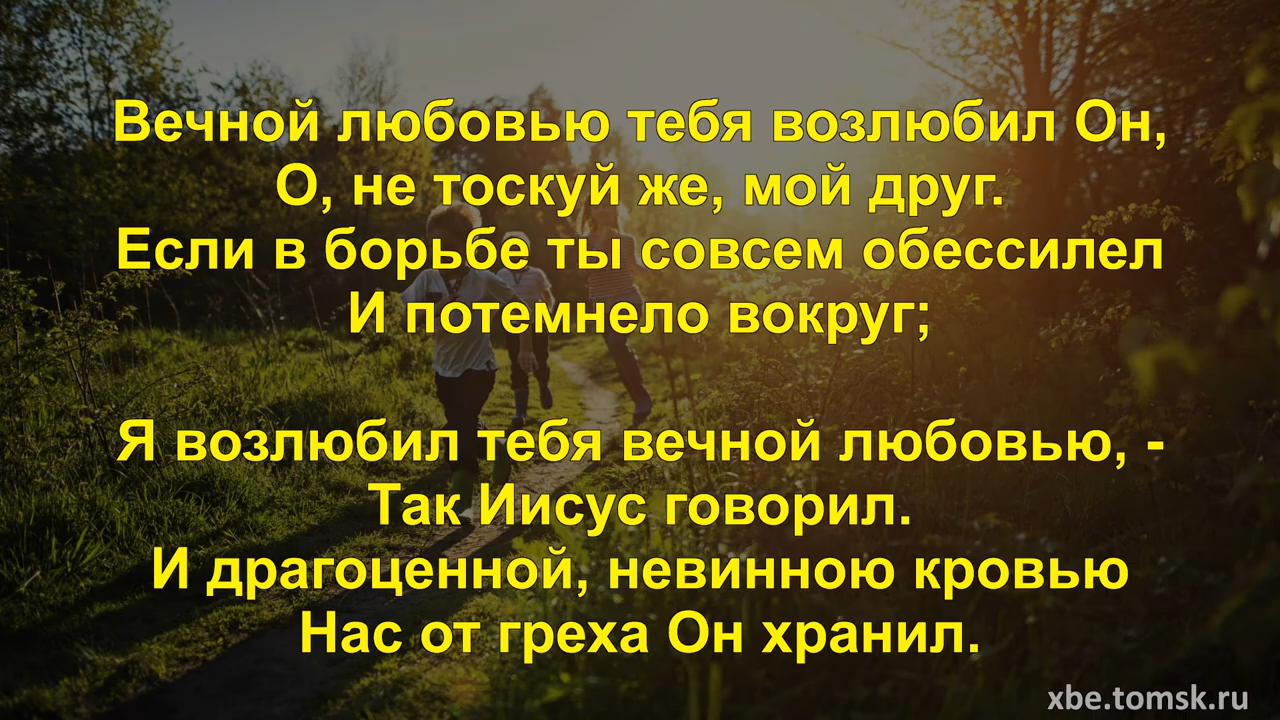 Вечной любовью тебя возлюбил Он,
О, не тоскуй же, мой друг.
Если в борьбе ты совсем обессилел
И потемнело вокруг;
Я возлюбил тебя вечной любовью, -
Так Иисус говорил.
И драгоценной, невинною кровью
Нас от греха Он хранил.
xbe.tomsk.ru